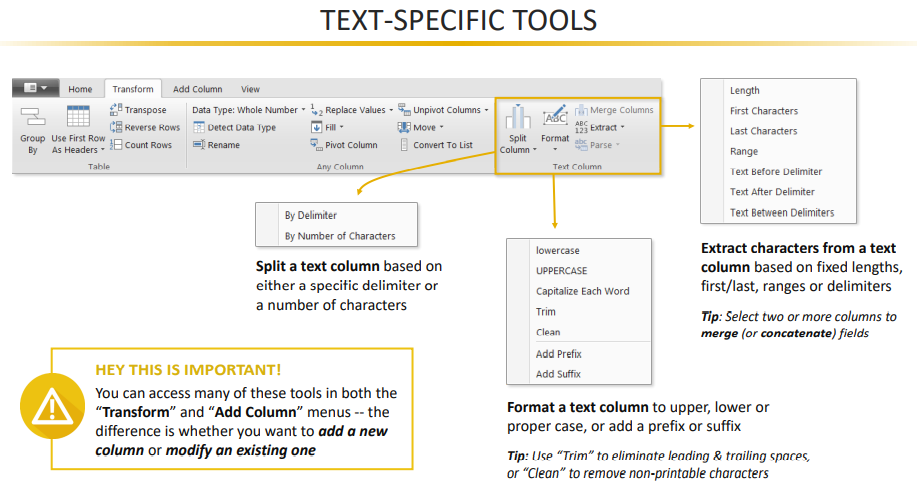 TEXT-SPECIFIC TOOLS
Home Transform Add Column View
Group By
Use First Row As Headers
Transpose
Reverse Rows
Count Rows
Table
Data Type: Whole Number
Detect Data Type
Rename
1 2 Replace Values
Fill
Pivot Column
Unpivot Columns
Move
Convert To List
Any Column
Split Column
ABC
Format
Merge Columns
ABC 123 Extract
abc Parse
Text Column
Length
First Characters
Last Characters
Range
Text Before Delimiter
Text After Delimiter
Text Between Delimiters
By Delimiter
By Number of Characters
Split a text column based on
either a specific delimiter or
a number of characters
lowercase
UPPERCASE
Capitalize Each Word
Trim
Clean
Add Prefix
Add Suffix
Extract characters from a text
column based on fixed lengths,
first/last, ranges or delimiters
Tip: Select two or more columns to
merge (or concatenate) fields
HEY THIS IS IMPORTANT!
You can access many of these tools in both the
“Transform” and “Add Column” menus -- the
difference is whether you want to add a new
column or modify an existing one
Format a text column to upper, lower or
proper case, or add a prefix or suffix
Tip: Use “Trim” to eliminate leading & trailing spaces,
or “Clean” to remove non-printable characters